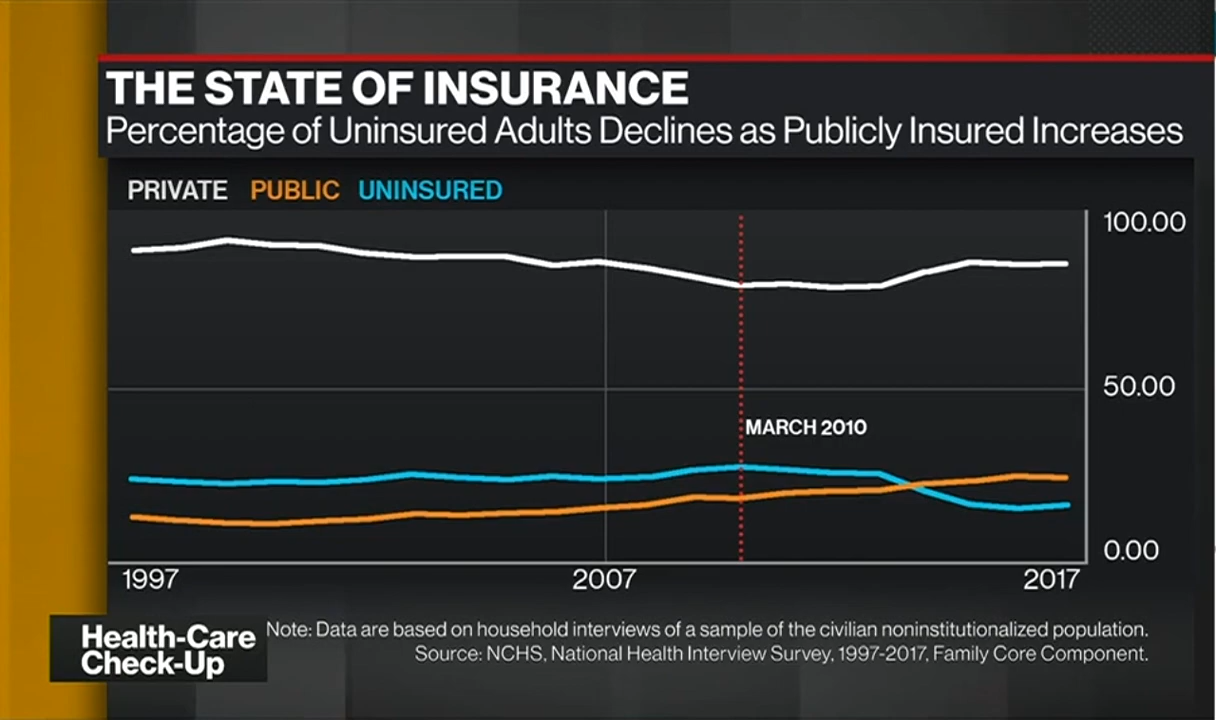 THE STATE OF INSURANCE
Percentage of Uninsured Adults Declines as Publicly Insured Increases
PRIVATE PUBLIC UNINSURED
100.00
50.00
MARCH 2010
0.00
1997 2007 2017
Health-Care
Check-Up
Note: Data are based on household interviews of a sample of the civilian noninstitutionalized population.
Source: NCHS, National Health Interview Survey, 1997-2017, Family Core Component.